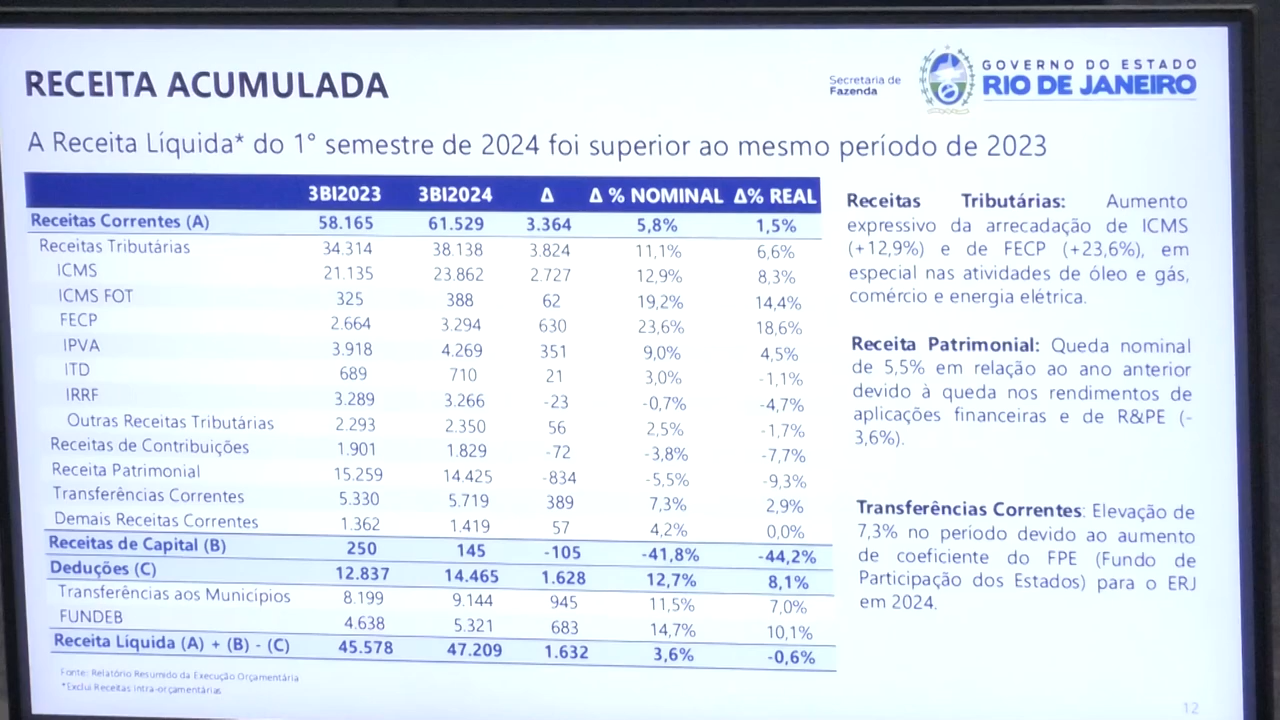 RECEITA ACUMULADA
Secretaria de
Fazenda
GOVERNO DO ESTADO
RIO DE JANEIRO
A Receita Líquida* do 1° semestre de 2024 foi superior ao mesmo período de 2023
3BI2023 3BI2024 Δ Δ % NOMINAL Δ% REAL
Receitas Correntes (A) 58.165 61.529 3.364 5,8% 1,5%
Receitas Tributárias 34.314 38.138 3.824 11,1% 6,6%
ICMS 21.135 23.862 2.727 12,9% 8,3%
ICMS FOT 325 388 62 19,2% 14,4%
FECP 2.664 3.294 630 23,6% 18,6%
IPVA 3.918 4.269 351 9,0% 4,5%
ITD 689 710 21 3,0% -1,1%
IRRF 3.289 3.266 -23 -0,7% -4,7%
Outras Receitas Tributárias 2.293 2.350 56 2,5% -1,7%
Receitas de Contribuições 1.901 1.829 -72 -3,8% -7,7%
Receita Patrimonial 15.259 14.425 -834 -5,5% -9,3%
Transferências Correntes 5.330 5.719 389 7,3% 2,9%
Demais Receitas Correntes 1.362 1.419 57 4,2% 0,0%
Receitas de Capital (B) 250 145 -105 -41,8% -44,2%
Deduções (C) 12.837 14.465 1.628 12,7% 8,1%
Transferências aos Municípios 8.199 9.144 945 11,5% 7,0%
FUNDEB 4.638 5.321 683 14,7% 10,1%
Receita Líquida (A) + (B) - (C) 45.578 47.209 1.632 3,6% -0,6%
Fonte: Relatório Resumido da Execução Orçamentária
*Exclui Receitas intra-orçamentárias
Receitas Tributárias: Aumento
expressivo da arrecadação de ICMS
(+12,9%) e de FECP (+23,6%), em
especial nas atividades de óleo e gás,
comércio e energia elétrica.
Receita Patrimonial: Queda nominal
de 5,5% em relação ao ano anterior
devido à queda nos rendimentos de
aplicações financeiras e de R&PE (-
3,6%).
Transferências Correntes: Elevação de
7,3% no período devido ao aumento
de coeficiente do FPE (Fundo de
Participação dos Estados) para o ERJ
em 2024.
12